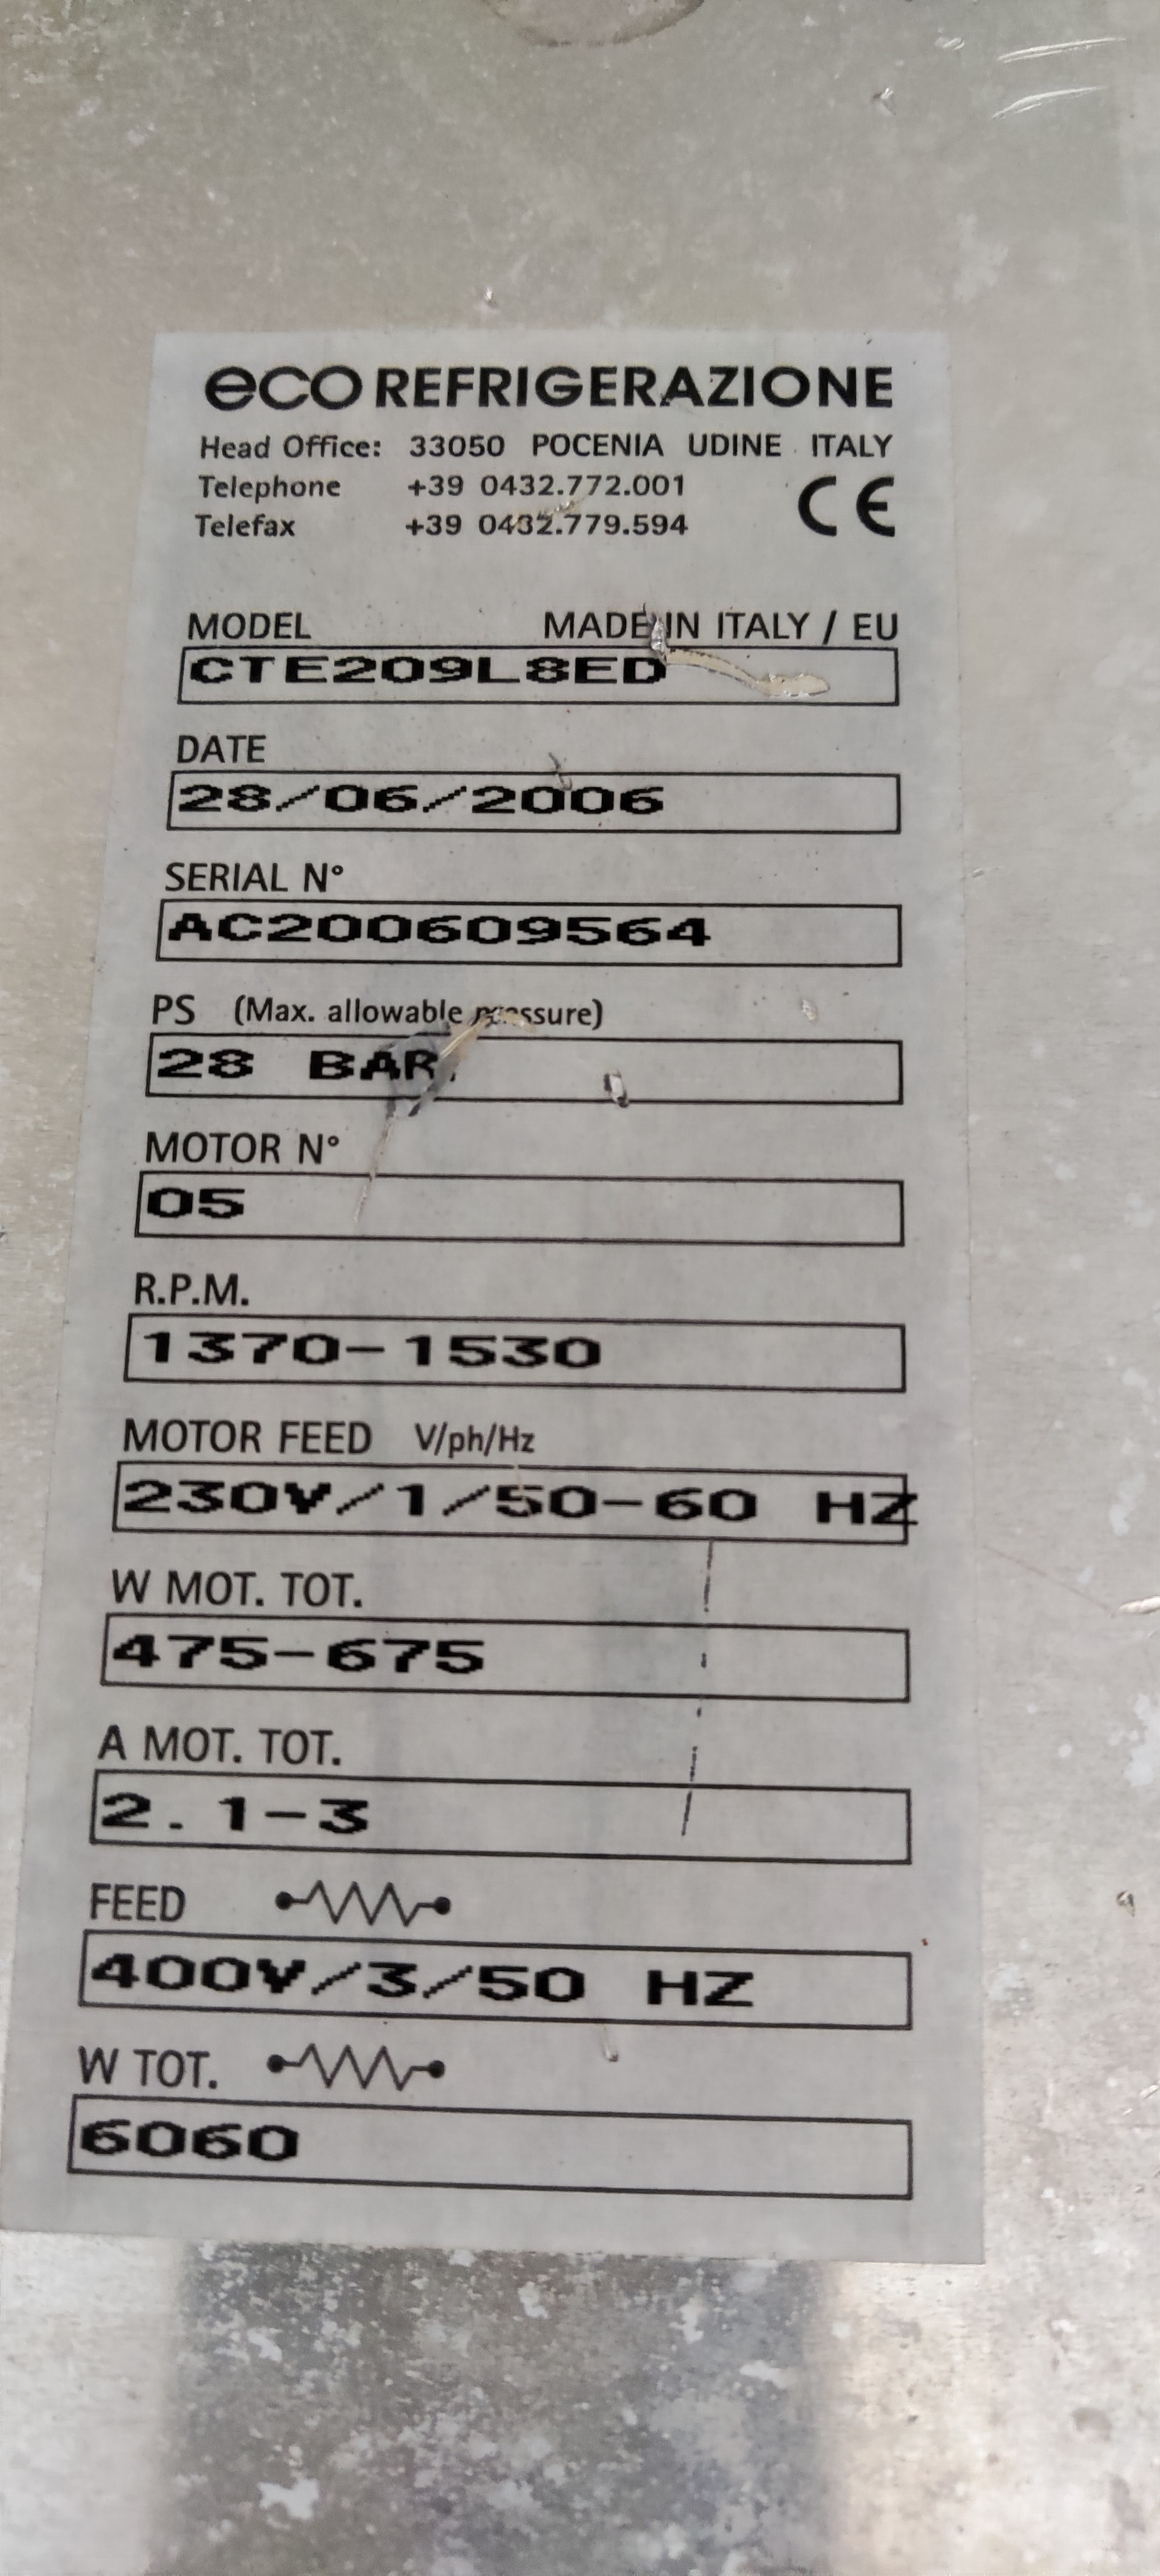 eco REFRIGERAZIONE
Head Office: 33050 POCENIA UDINE ITALY
Telephone +39 0432.772.001
Telefax +39 0432.779.594
CE
MODEL MADE IN ITALY / EU
CTE209L8ED
DATE
28/06/2006
SERIAL N°
AC200609564
PS (Max. allowable pressure)
28 BAR
MOTOR N°
05
R.P.M.
1370-1530
MOTOR FEED V/ph/Hz
230V/1/50-60 HZ
W MOT. TOT.
475-675
A MOT. TOT.
2.1-3
FEED
400V/3/50 HZ
W TOT.
6060